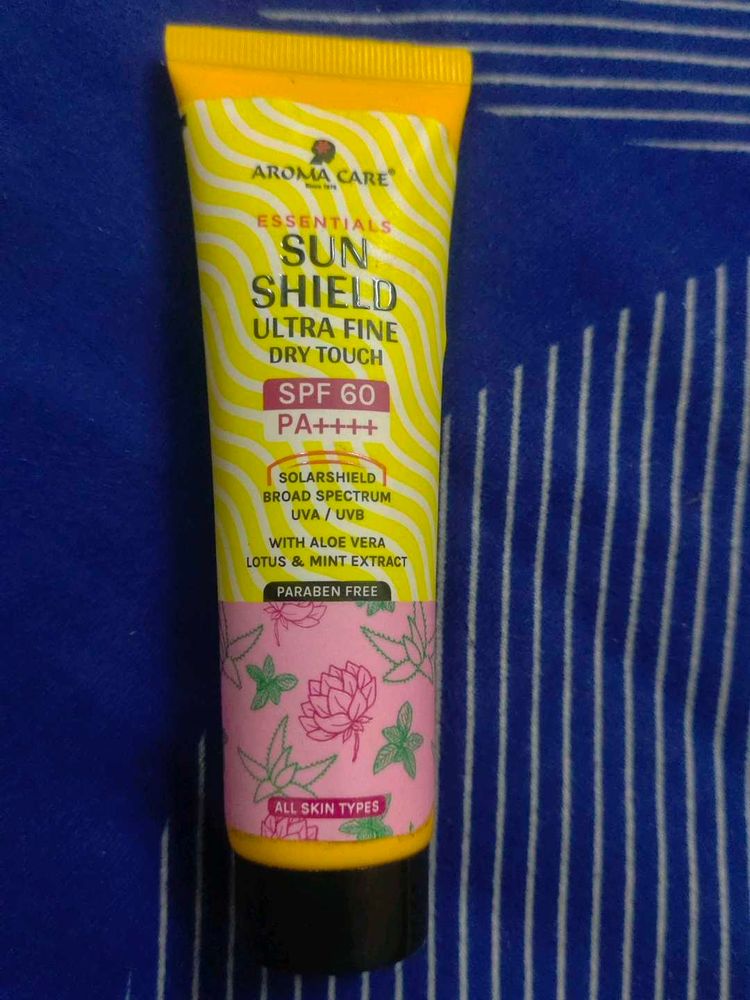 AROMA CARE®
Since 1975
ESSENTIALS
SUN
SHIELD
ULTRA FINE
DRY TOUCH
SPF 60
PA++++
SOLARSHIELD
BROAD SPECTRUM
UVA / UVB
WITH ALOE VERA
LOTUS & MINT EXTRACT
PARABEN FREE
ALL SKIN TYPES